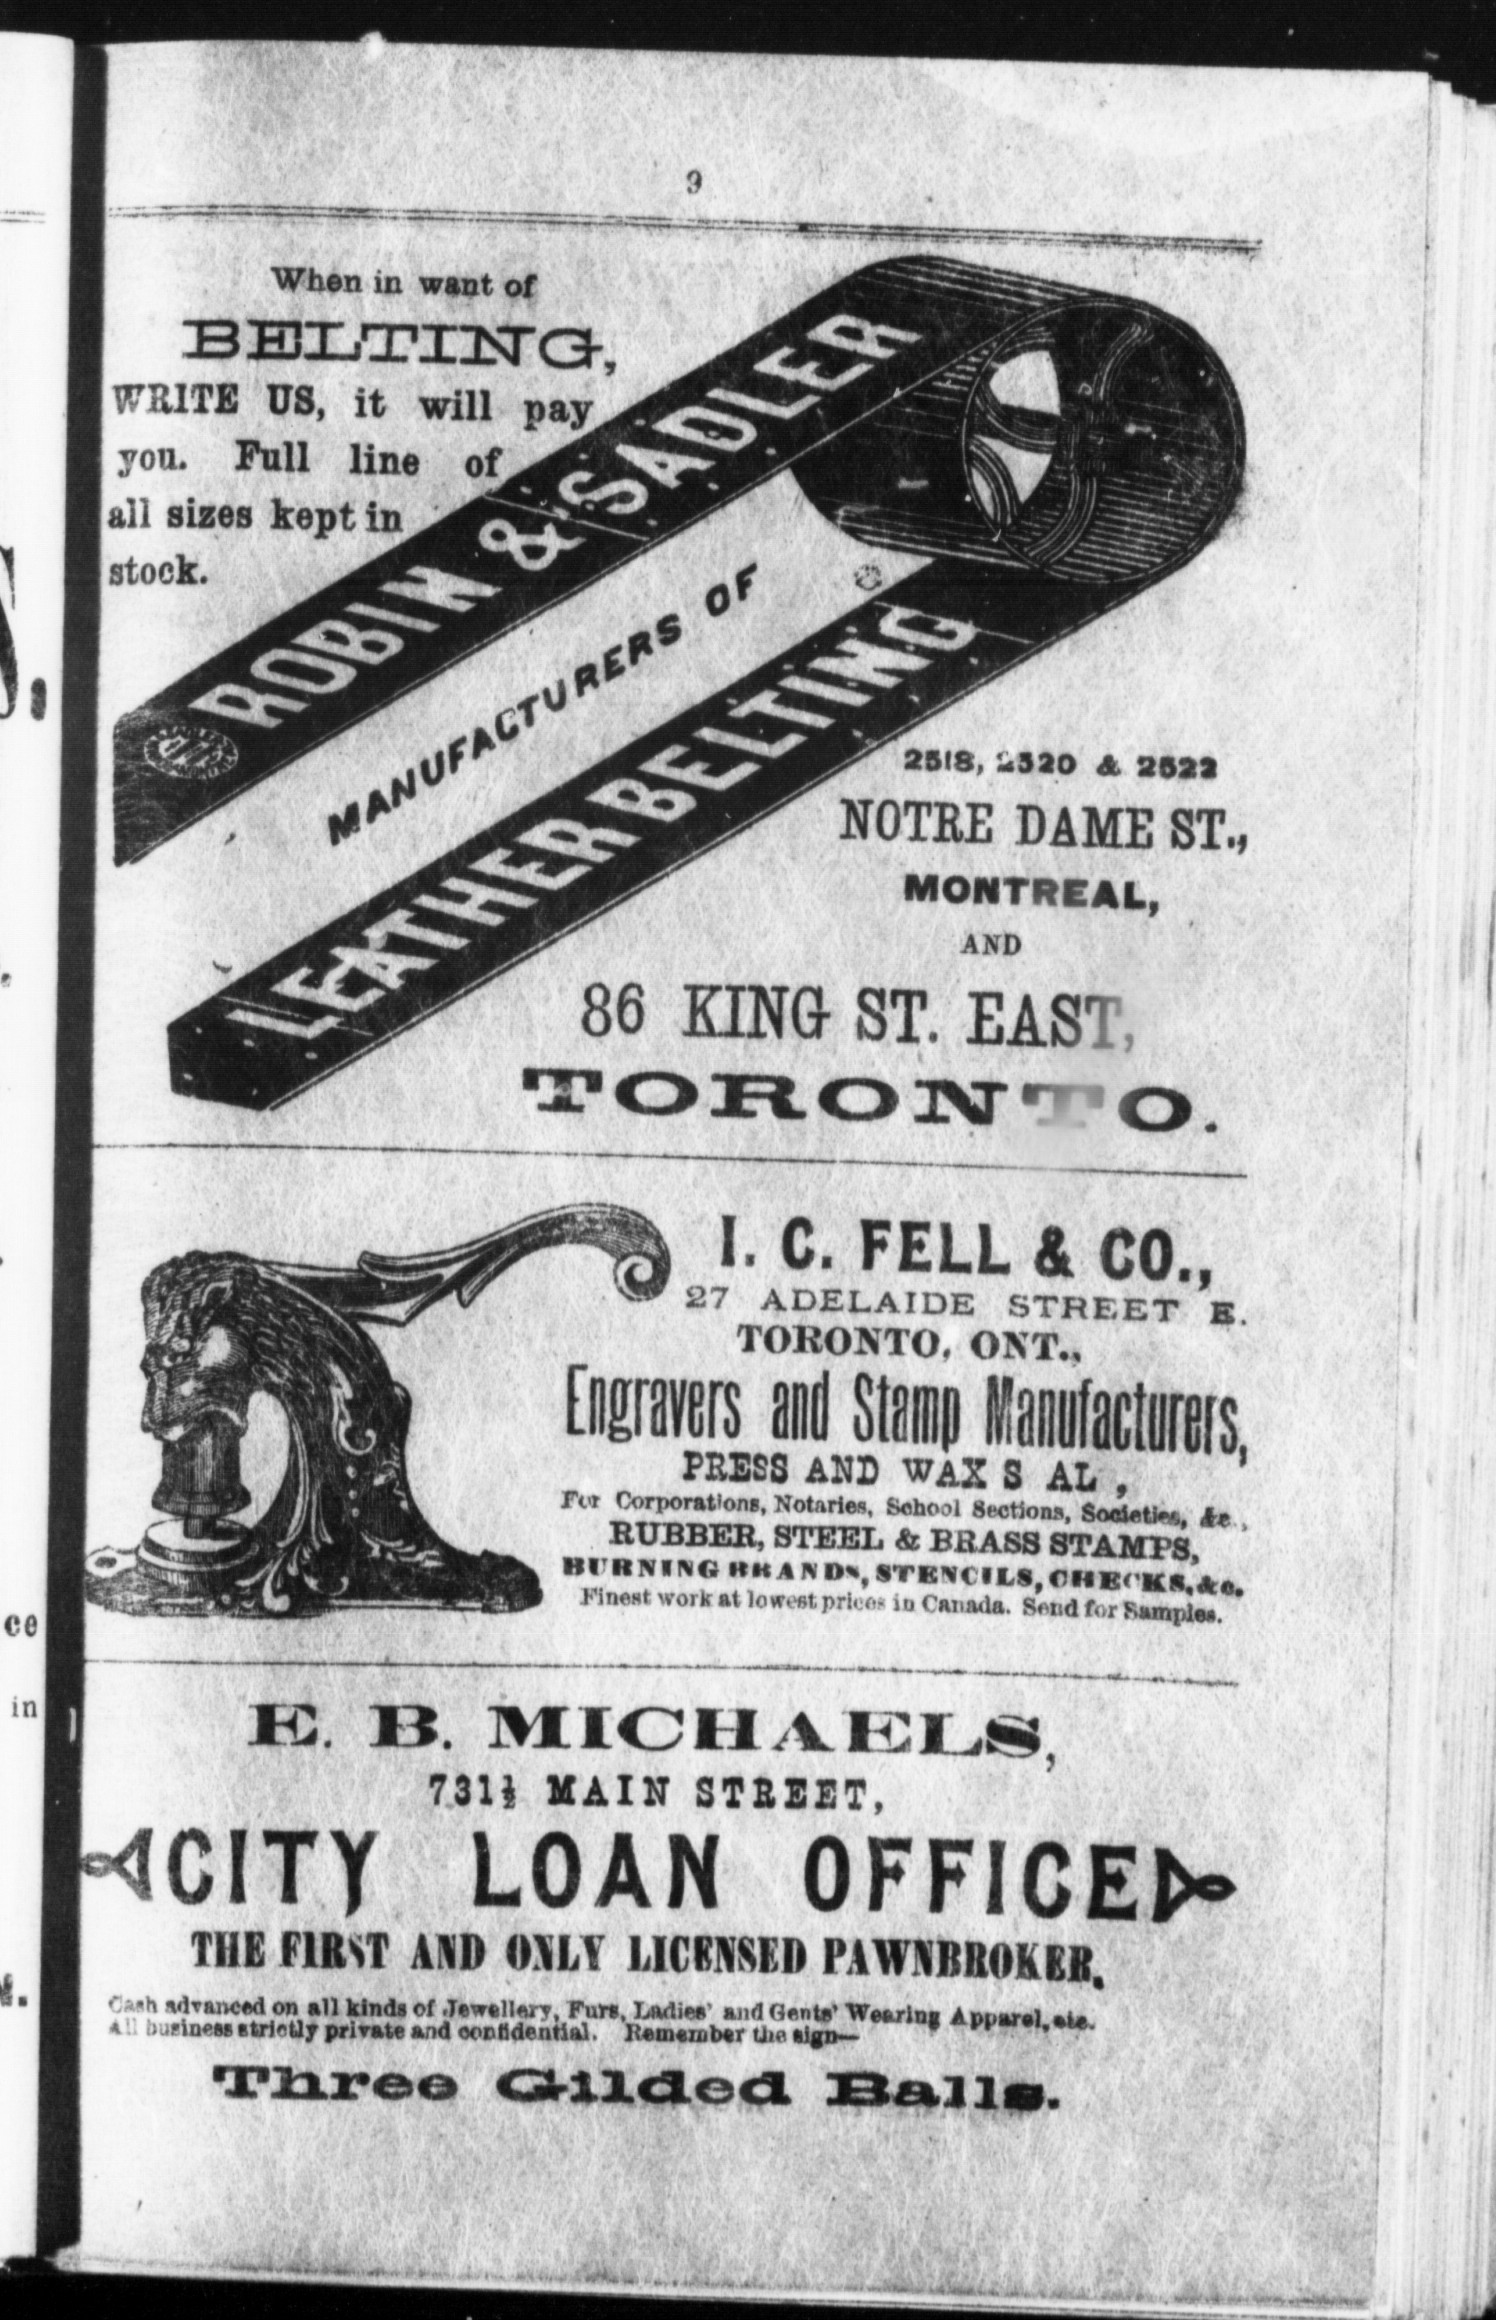 9
When in want of
BELTING,
WRITE US, it will pay
you. Full line of
all sizes kept in
stock.
ROBIN & SADLER
MANUFACTURERS OF
LEATHER BELTING
2518, 2520 & 2522
NOTRE DAME ST.,
MONTREAL,
AND
86 KING ST. EAST,
TORONTO.
I. C. FELL & CO.,
27 ADELAIDE STREET E.
TORONTO, ONT.,
Engravers and Stamp Manufacturers,
PRESS AND WAX S AL ,
For Corporations, Notaries, School Sections, Societies, &c.,
RUBBER, STEEL & BRASS STAMPS,
BURNING BRANDS, STENCILS, CHECKS, &c.
Finest work at lowest prices in Canada. Send for Samples.
E. B. MICHAELS,
731½ MAIN STREET,
CITY LOAN OFFICE
THE FIRST AND ONLY LICENSED PAWNBROKER.
Cash advanced on all kinds of Jewellery, Furs, Ladies' and Gents' Wearing Apparel, etc.
All business strictly private and confidential. Remember the sign—
Three Gilded Balls.
ce
in